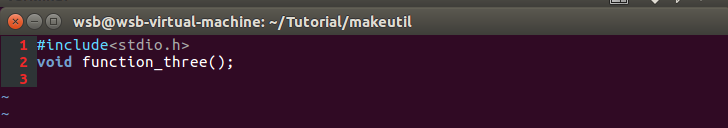 wsb@wsb-virtual-machine: ~/Tutorial/makeutil
1 #include<stdio.h>
2 void function_three();
3
~
~